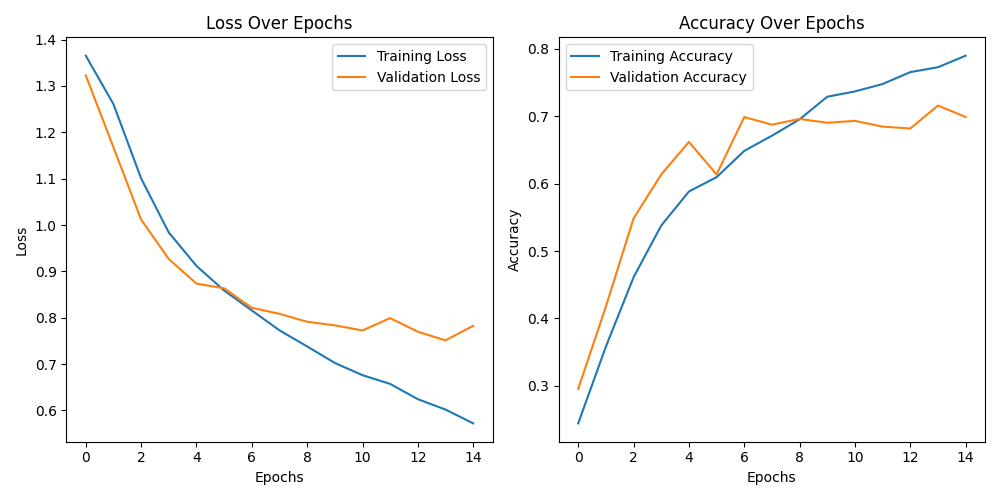 Loss Over Epochs
1.4
1.3
1.2
1.1
1.0
0.9
0.8
0.7
0.6
Loss
Training Loss
Validation Loss
0 2 4 6 8 10 12 14
Epochs
Accuracy Over Epochs
0.8
0.7
0.6
0.5
0.4
0.3
Accuracy
Training Accuracy
Validation Accuracy
0 2 4 6 8 10 12 14
Epochs